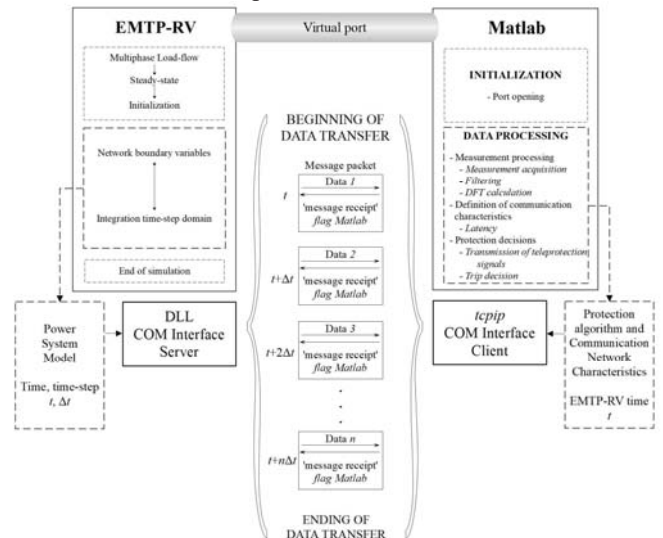 EMTP-RV
Virtual port
Matlab
Multiphase Load-flow
Steady-state
Initialization
Network boundary variables
Integration time-step domain
End of simulation
Power
System
Model
Time, time-step
t, Δt
DLL
COM Interface
Server
BEGINNING OF
DATA TRANSFER
Message packet
t
Data 1
'message receipt'
flag Matlab
t+Δt
Data 2
'message receipt'
flag Matlab
t+2Δt
Data 3
'message receipt'
flag Matlab
.
.
.
t+nΔt
Data n
'message receipt'
flag Matlab
ENDING OF
DATA TRANSFER
INITIALIZATION
- Port opening
DATA PROCESSING
- Measurement processing
- Measurement acquisition
- Filtering
- DFT calculation
- Definition of communication
characteristics
- Latency
- Protection decisions
- Transmission of teleprotection
signals
- Trip decision
tcpip
COM Interface
Client
Protection
algorithm and
Communication
Network
Characteristics
EMTP-RV time
t